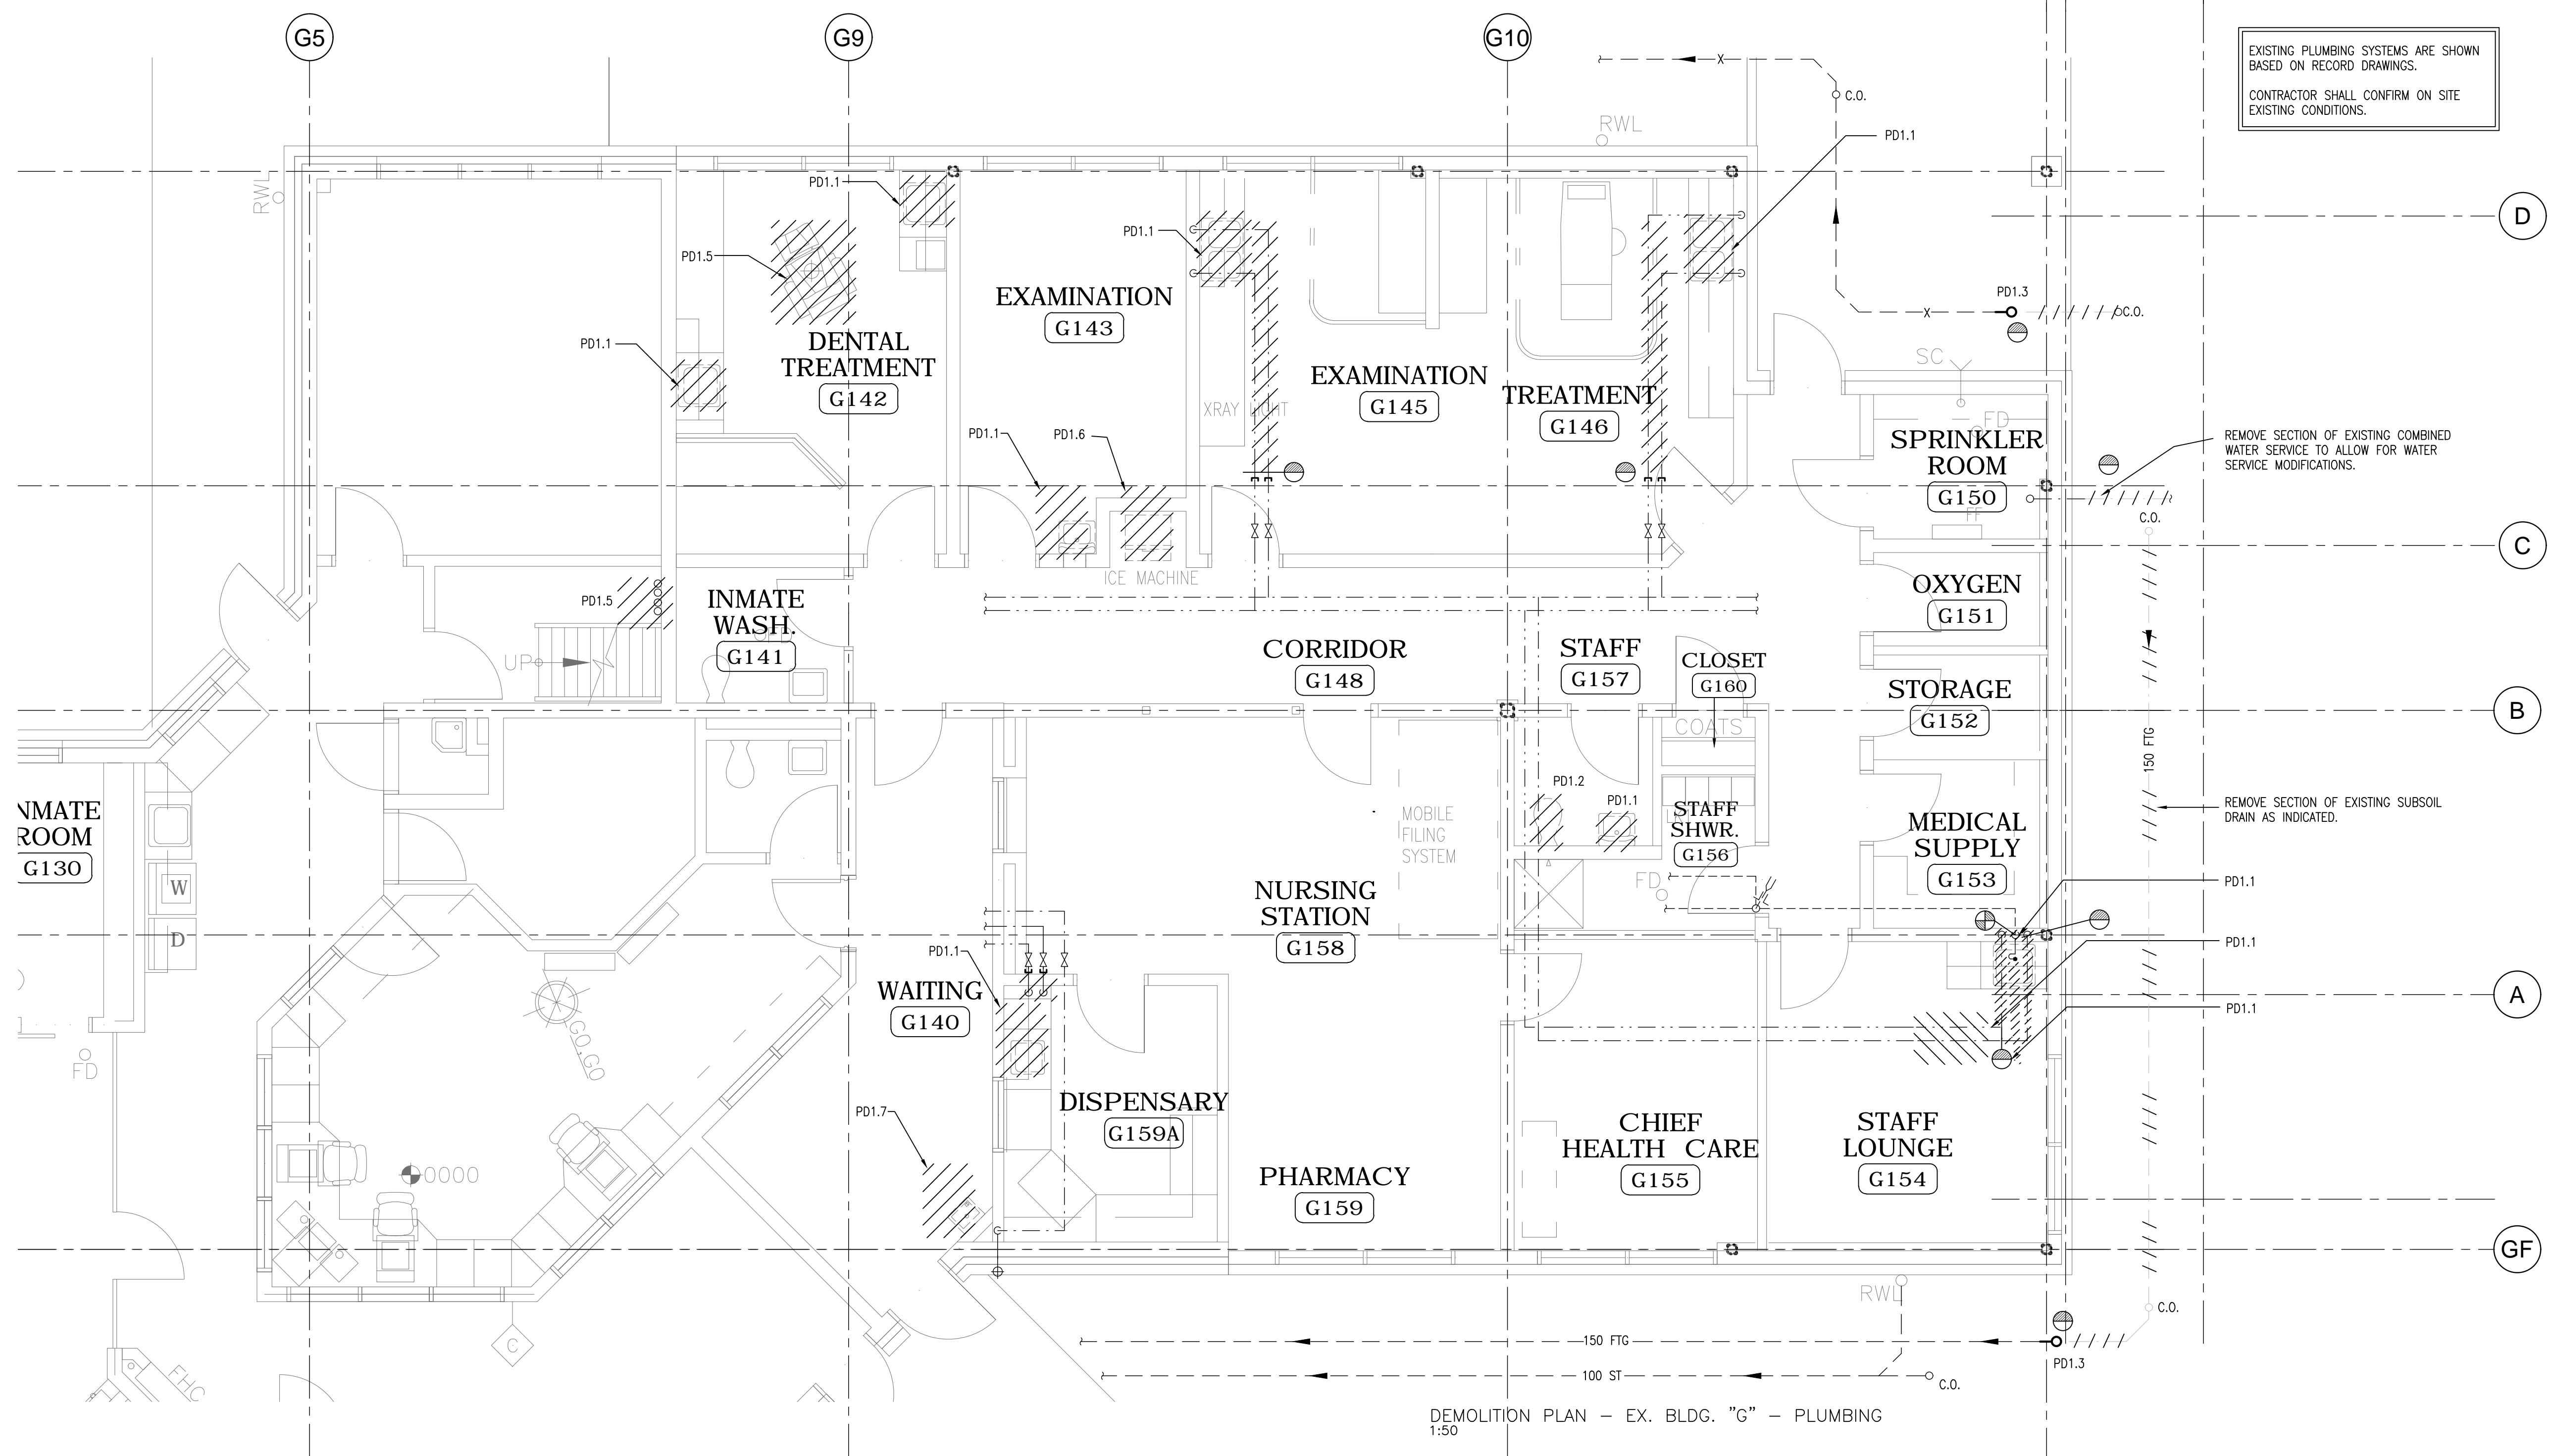 G5
G9
G10
EXISTING PLUMBING SYSTEMS ARE SHOWN
BASED ON RECORD DRAWINGS.
CONTRACTOR SHALL CONFIRM ON SITE
EXISTING CONDITIONS.
X
C.O.
RWL
PD1.1
RWL
PD1.1
PD1.5
PD1.1
D
PD1.3
X
C.O.
EXAMINATION
G143
PD1.1
DENTAL
TREATMENT
G142
SC
EXAMINATION
G145
TREATMENT
G146
XRAY LIGHT
FD
SPRINKLER
ROOM
G150
FF
REMOVE SECTION OF EXISTING COMBINED
WATER SERVICE TO ALLOW FOR WATER
SERVICE MODIFICATIONS.
PD1.1
PD1.6
C.O.
C
ICE MACHINE
PD1.5
INMATE
WASH.
G141
UP
OXYGEN
G151
CORRIDOR
G148
STAFF
G157
CLOSET
G160
COATS
STORAGE
G152
B
150 FTG
PD1.2
PD1.1
MOBILE
FILING
SYSTEM
STAFF
SHWR.
G156
FD
REMOVE SECTION OF EXISTING SUBSOIL
DRAIN AS INDICATED.
NMATE
ROOM
G130
W
D
MEDICAL
SUPPLY
G153
PD1.1
NURSING
STATION
G158
PD1.1
PD1.1
WAITING
G140
A
PD1.1
GO,GO
FD
PD1.7
DISPENSARY
G159A
CHIEF
HEALTH CARE
G155
STAFF
LOUNGE
G154
0000
PHARMACY
G159
GF
RWL
C.O.
C
150 FTG
PD1.3
FHC
100 ST
C.O.
DEMOLITION PLAN – EX. BLDG. "G" – PLUMBING
1:50